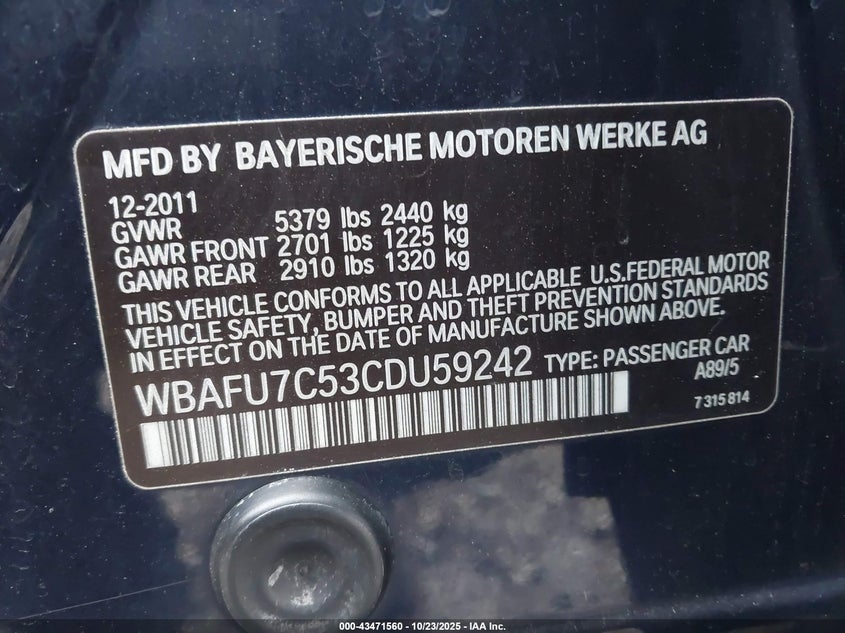 MFD BY BAYERISCHE MOTOREN WERKE AG
12-2011
GVWR 5379 lbs 2440 kg
GAWR FRONT 2701 lbs 1225 kg
GAWR REAR 2910 lbs 1320 kg
THIS VEHICLE CONFORMS TO ALL APPLICABLE U.S.FEDERAL MOTOR
VEHICLE SAFETY, BUMPER AND THEFT PREVENTION STANDARDS
IN EFFECT ON THE DATE OF MANUFACTURE SHOWN ABOVE.
WBAFU7C53CDU59242 TYPE: PASSENGER CAR
A89/5
7 315 814
000-43471560 - 10/23/2025 - IAA Inc.